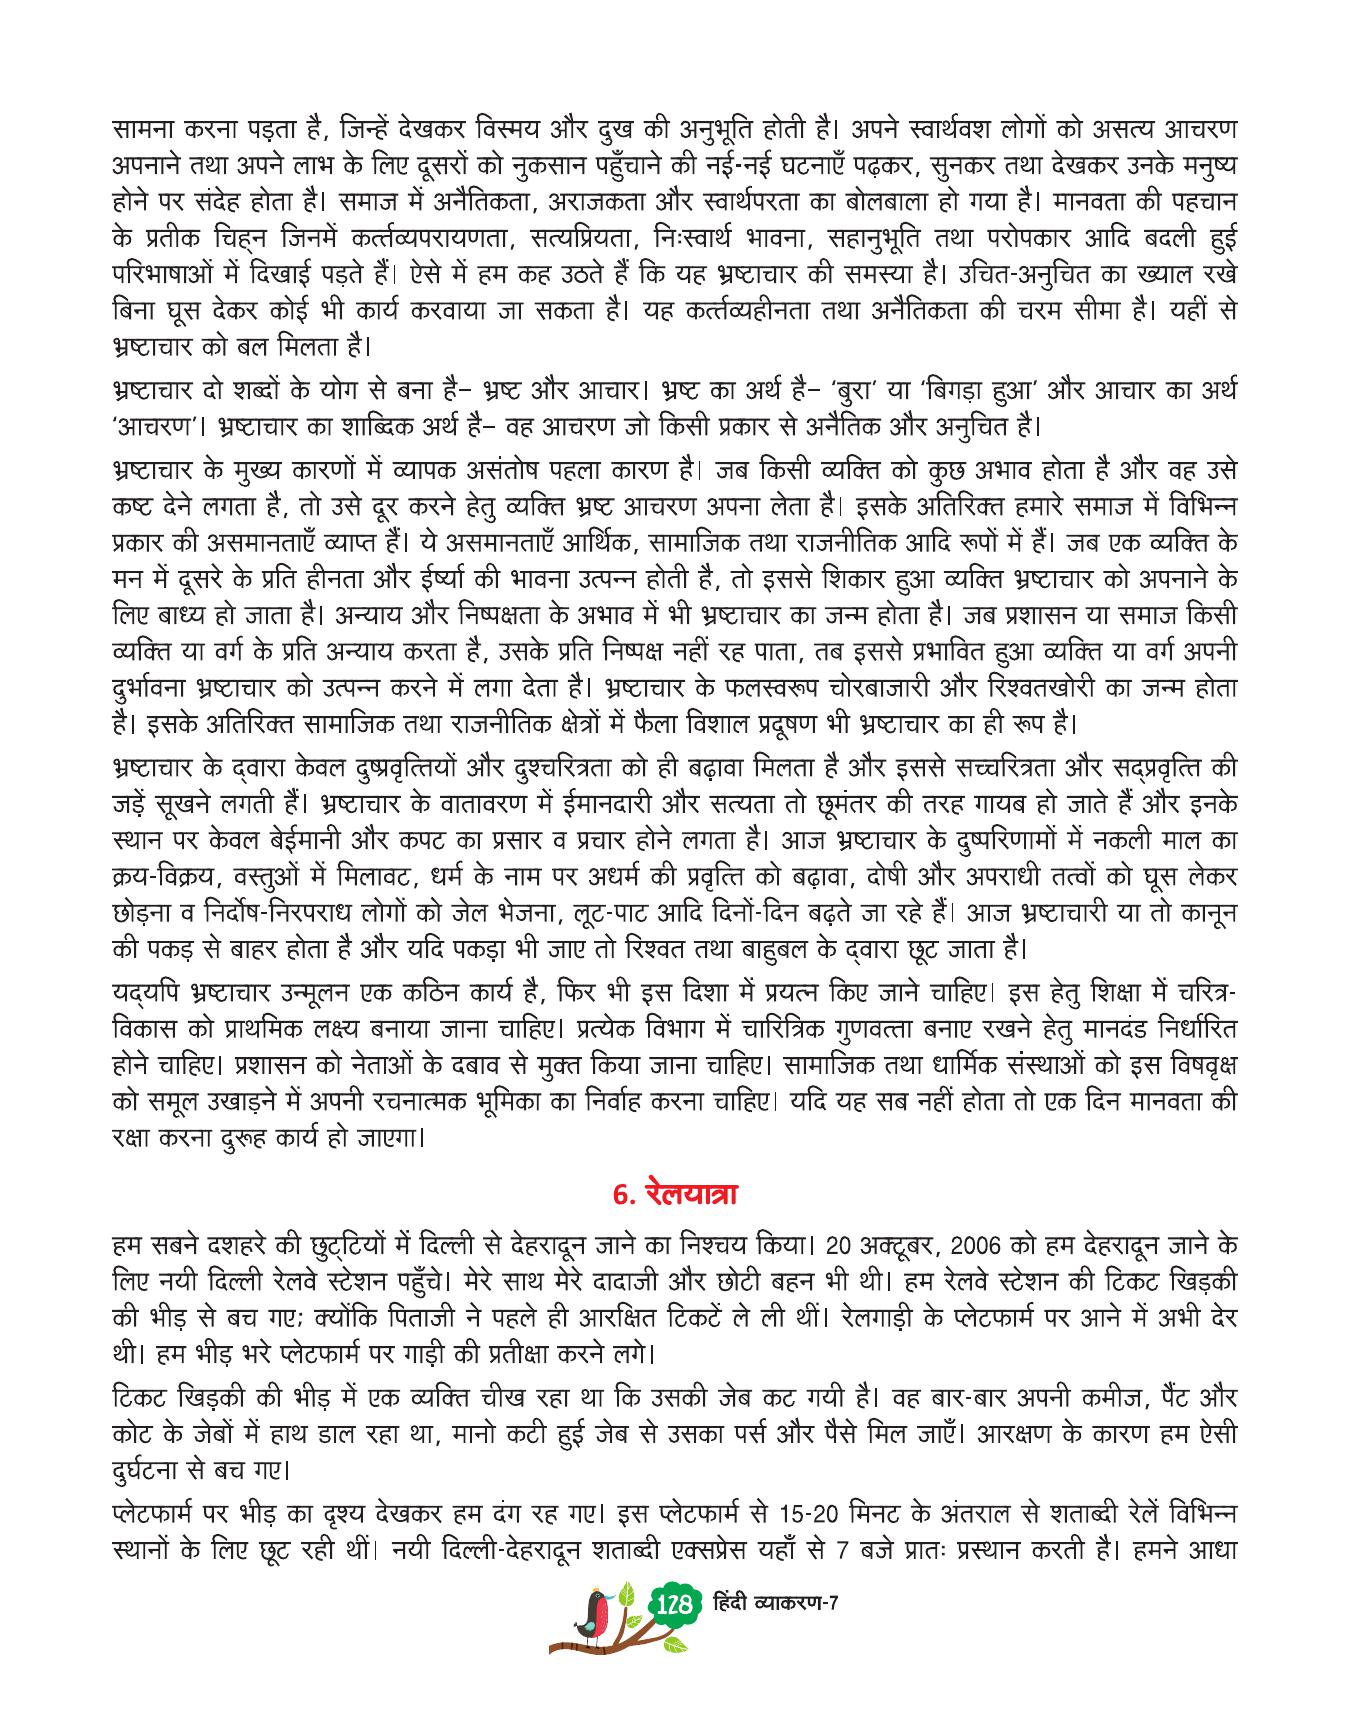 सामना करना पड़ता है, जिन्हें देखकर विस्मय और दुख की अनुभूति होती है। अपने स्वार्थवश लोगों को असत्य आचरण
अपनाने तथा अपने लाभ के लिए दूसरों को नुकसान पहुँचाने की नई-नई घटनाएँ पढ़कर, सुनकर तथा देखकर उनके मनुष्य
होने पर संदेह होता है। समाज में अनैतिकता, अराजकता और स्वार्थपरता का बोलबाला हो गया है। मानवता की पहचान
के प्रतीक चिह्न जिनमें कर्त्तव्यपरायणता, सत्यप्रियता, निःस्वार्थ भावना, सहानुभूति तथा परोपकार आदि बदली हुई
परिभाषाओं में दिखाई पड़ते हैं। ऐसे में हम कह उठते हैं कि यह भ्रष्टाचार की समस्या है। उचित-अनुचित का ख्याल रखे
बिना घूस देकर कोई भी कार्य करवाया जा सकता है। यह कर्त्तव्यहीनता तथा अनैतिकता की चरम सीमा है। यहीं से
भ्रष्टाचार को बल मिलता है।
भ्रष्टाचार दो शब्दों के योग से बना है– भ्रष्ट और आचार। भ्रष्ट का अर्थ है– ‘बुरा’ या ‘बिगड़ा हुआ’ और आचार का अर्थ
‘आचरण’। भ्रष्टाचार का शाब्दिक अर्थ है– वह आचरण जो किसी प्रकार से अनैतिक और अनुचित है।
भ्रष्टाचार के मुख्य कारणों में व्यापक असंतोष पहला कारण है। जब किसी व्यक्ति को कुछ अभाव होता है और वह उसे
कष्ट देने लगता है, तो उसे दूर करने हेतु व्यक्ति भ्रष्ट आचरण अपना लेता है। इसके अतिरिक्त हमारे समाज में विभिन्न
प्रकार की असमानताएँ व्याप्त हैं। ये असमानताएँ आर्थिक, सामाजिक तथा राजनीतिक आदि रूपों में हैं। जब एक व्यक्ति के
मन में दूसरे के प्रति हीनता और ईर्ष्या की भावना उत्पन्न होती है, तो इससे शिकार हुआ व्यक्ति भ्रष्टाचार को अपनाने के
लिए बाध्य हो जाता है। अन्याय और निष्पक्षता के अभाव में भी भ्रष्टाचार का जन्म होता है। जब प्रशासन या समाज किसी
व्यक्ति या वर्ग के प्रति अन्याय करता है, उसके प्रति निष्पक्ष नहीं रह पाता, तब इससे प्रभावित हुआ व्यक्ति या वर्ग अपनी
दुर्भावना भ्रष्टाचार को उत्पन्न करने में लगा देता है। भ्रष्टाचार के फलस्वरूप चोरबाजारी और रिश्वतखोरी का जन्म होता
है। इसके अतिरिक्त सामाजिक तथा राजनीतिक क्षेत्रों में फैला विशाल प्रदूषण भी भ्रष्टाचार का ही रूप है।
भ्रष्टाचार के द्‌वारा केवल दुष्प्रवृत्तियों और दुश्चरित्रता को ही बढ़ावा मिलता है और इससे सच्चरित्रता और सद्‌प्रवृत्ति की
जड़ें सूखने लगती हैं। भ्रष्टाचार के वातावरण में ईमानदारी और सत्यता तो छूमंतर की तरह गायब हो जाते हैं और इनके
स्थान पर केवल बेईमानी और कपट का प्रसार व प्रचार होने लगता है। आज भ्रष्टाचार के दुष्परिणामों में नकली माल का
क्रय-विक्रय, वस्तुओं में मिलावट, धर्म के नाम पर अधर्म की प्रवृत्ति को बढ़ावा, दोषी और अपराधी तत्वों को घूस लेकर
छोड़ना व निर्दोष-निरपराध लोगों को जेल भेजना, लूट-पाट आदि दिनों-दिन बढ़ते जा रहे हैं। आज भ्रष्टाचारी या तो कानून
की पकड़ से बाहर होता है और यदि पकड़ा भी जाए तो रिश्वत तथा बाहुबल के द्‌वारा छूट जाता है।
यद्‌यपि भ्रष्टाचार उन्मूलन एक कठिन कार्य है, फिर भी इस दिशा में प्रयत्न किए जाने चाहिए। इस हेतु शिक्षा में चरित्र-
विकास को प्राथमिक लक्ष्य बनाया जाना चाहिए। प्रत्येक विभाग में चारित्रिक गुणवत्ता बनाए रखने हेतु मानदंड निर्धारित
होने चाहिए। प्रशासन को नेताओं के दबाव से मुक्त किया जाना चाहिए। सामाजिक तथा धार्मिक संस्थाओं को इस विषवृक्ष
को समूल उखाड़ने में अपनी रचनात्मक भूमिका का निर्वाह करना चाहिए। यदि यह सब नहीं होता तो एक दिन मानवता की
रक्षा करना दुरूह कार्य हो जाएगा।
6. रेलयात्रा
हम सबने दशहरे की छुट्‌टियों में दिल्ली से देहरादून जाने का निश्चय किया। 20 अक्टूबर, 2006 को हम देहरादून जाने के
लिए नयी दिल्ली रेलवे स्टेशन पहुँचे। मेरे साथ मेरे दादाजी और छोटी बहन भी थी। हम रेलवे स्टेशन की टिकट खिड़की
की भीड़ से बच गए; क्योंकि पिताजी ने पहले ही आरक्षित टिकटें ले ली थीं। रेलगाड़ी के प्लेटफार्म पर आने में अभी देर
थी। हम भीड़ भरे प्लेटफार्म पर गाड़ी की प्रतीक्षा करने लगे।
टिकट खिड़की की भीड़ में एक व्यक्ति चीख रहा था कि उसकी जेब कट गयी है। वह बार-बार अपनी कमीज, पैंट और
कोट के जेबों में हाथ डाल रहा था, मानो कटी हुई जेब से उसका पर्स और पैसे मिल जाएँ। आरक्षण के कारण हम ऐसी
दुर्घटना से बच गए।
प्लेटफार्म पर भीड़ का दृश्य देखकर हम दंग रह गए। इस प्लेटफार्म से 15-20 मिनट के अंतराल से शताब्दी रेलें विभिन्न
स्थानों के लिए छूट रही थीं। नयी दिल्ली-देहरादून शताब्दी एक्सप्रेस यहाँ से 7 बजे प्रातः प्रस्थान करती है। हमने आधा
128 हिंदी व्याकरण-7